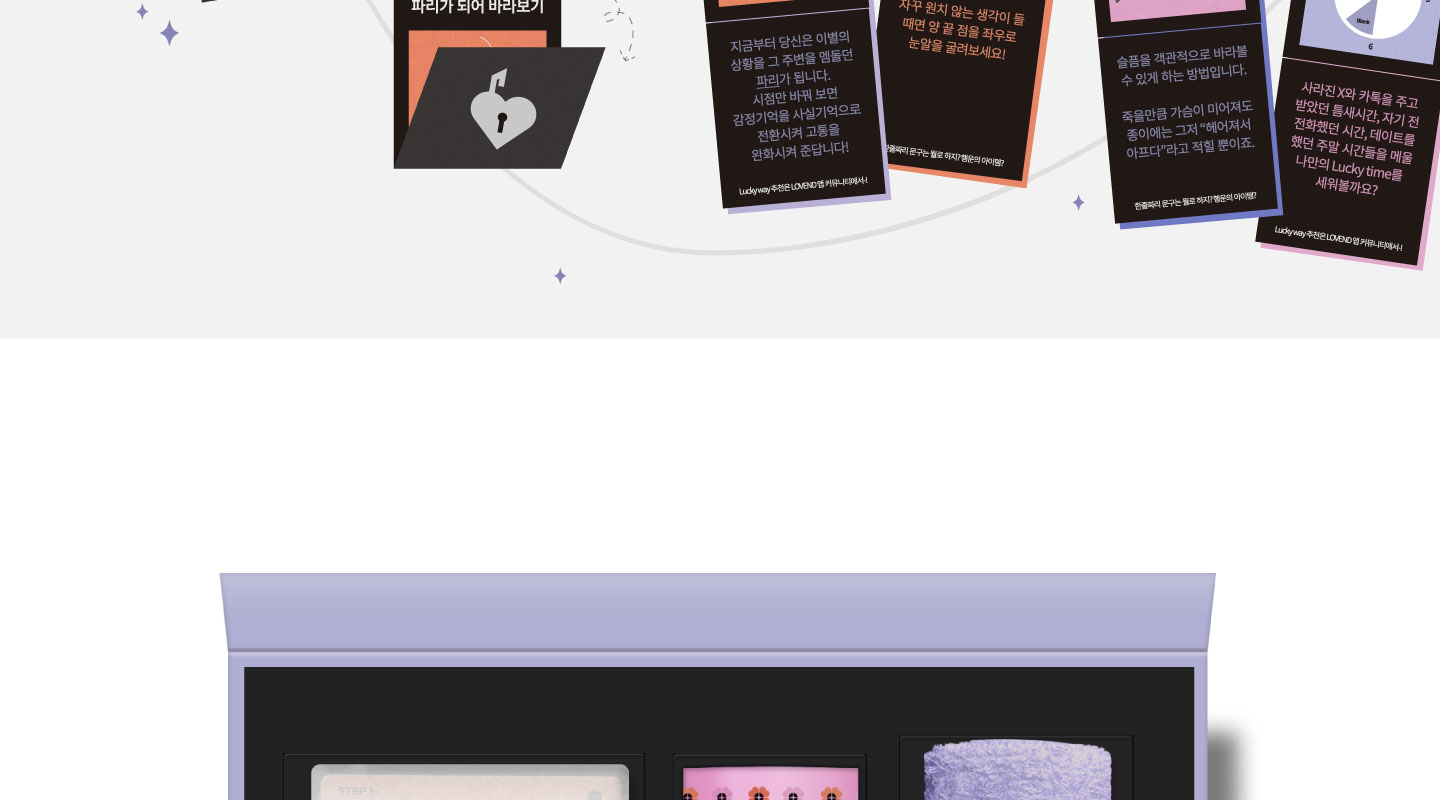 파리가 되어 바라보기
지금부터 당신은 이별의
상황을 그 주변을 멤돌던
파리가 됩니다.
시점만 바꿔 보면
감정기억을 사실기억으로
전환시켜 고통을
완화시켜 준답니다!
Lucky way 추천은 LOVEND 앱 커뮤니티에서-!
자꾸 원치 않는 생각이 들
때면 양 끝 점을 좌우로
눈알을 굴려보세요!
한줄짜리 문구는 뭘로 하지? 행운의 아이템?
슬픔을 객관적으로 바라볼
수 있게 하는 방법입니다.
죽을만큼 가슴이 미어져도
종이에는 그저 “헤어져서
아프다”라고 적힐 뿐이죠.
한줄짜리 문구는 뭘로 하지? 행운의 아이템?
Blank
6
사라진 X와 카톡을 주고
받았던 틈새시간, 자기 전
전화했던 시간, 데이트를
했던 주말 시간들을 메울
나만의 Lucky time를
세워볼까요?
Lucky way 추천은 LOVEND 앱 커뮤니티에서-!
STEP 1